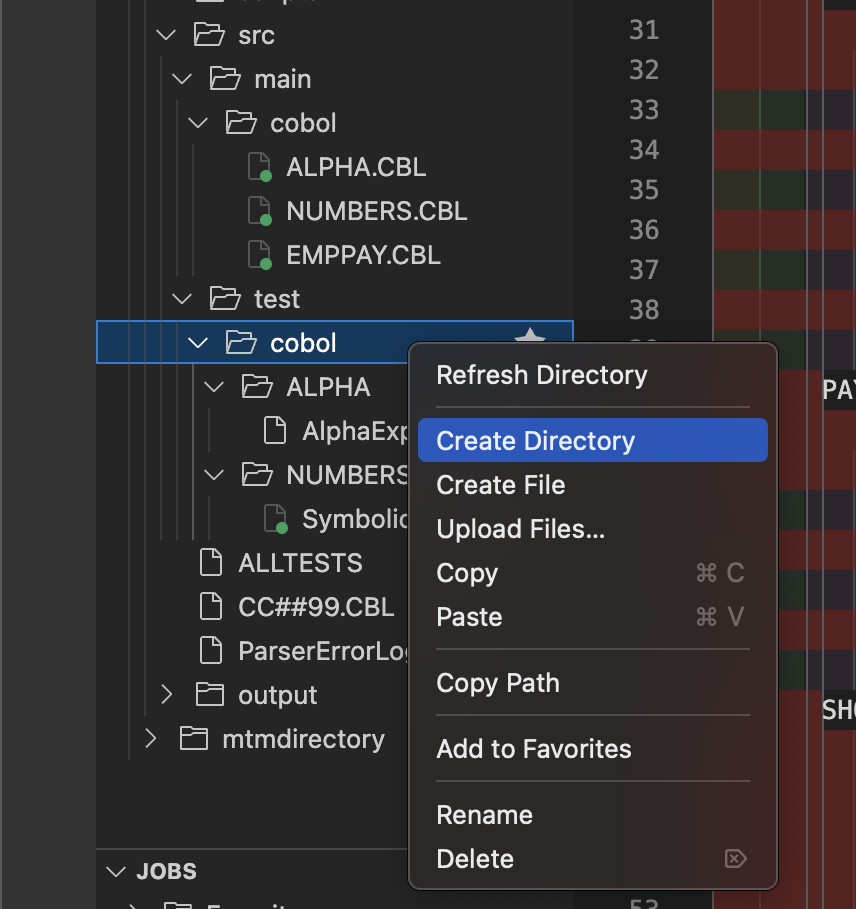 src
main
cobol
ALPHA.CBL
NUMBERS.CBL
EMPPAY.CBL
test
cobol
ALPHA
AlphaExp
NUMBERS
Symbolic
ALLTESTS
CC##99.CBL
ParserErrorLog
output
mtmdirectory
JOBS
31
32
33
34
35
36
37
38
53
Refresh Directory
Create Directory
Create File
Upload Files...
Copy ⌘ C
Paste ⌘ V
Copy Path
Add to Favorites
Rename
Delete
PAY
SHO